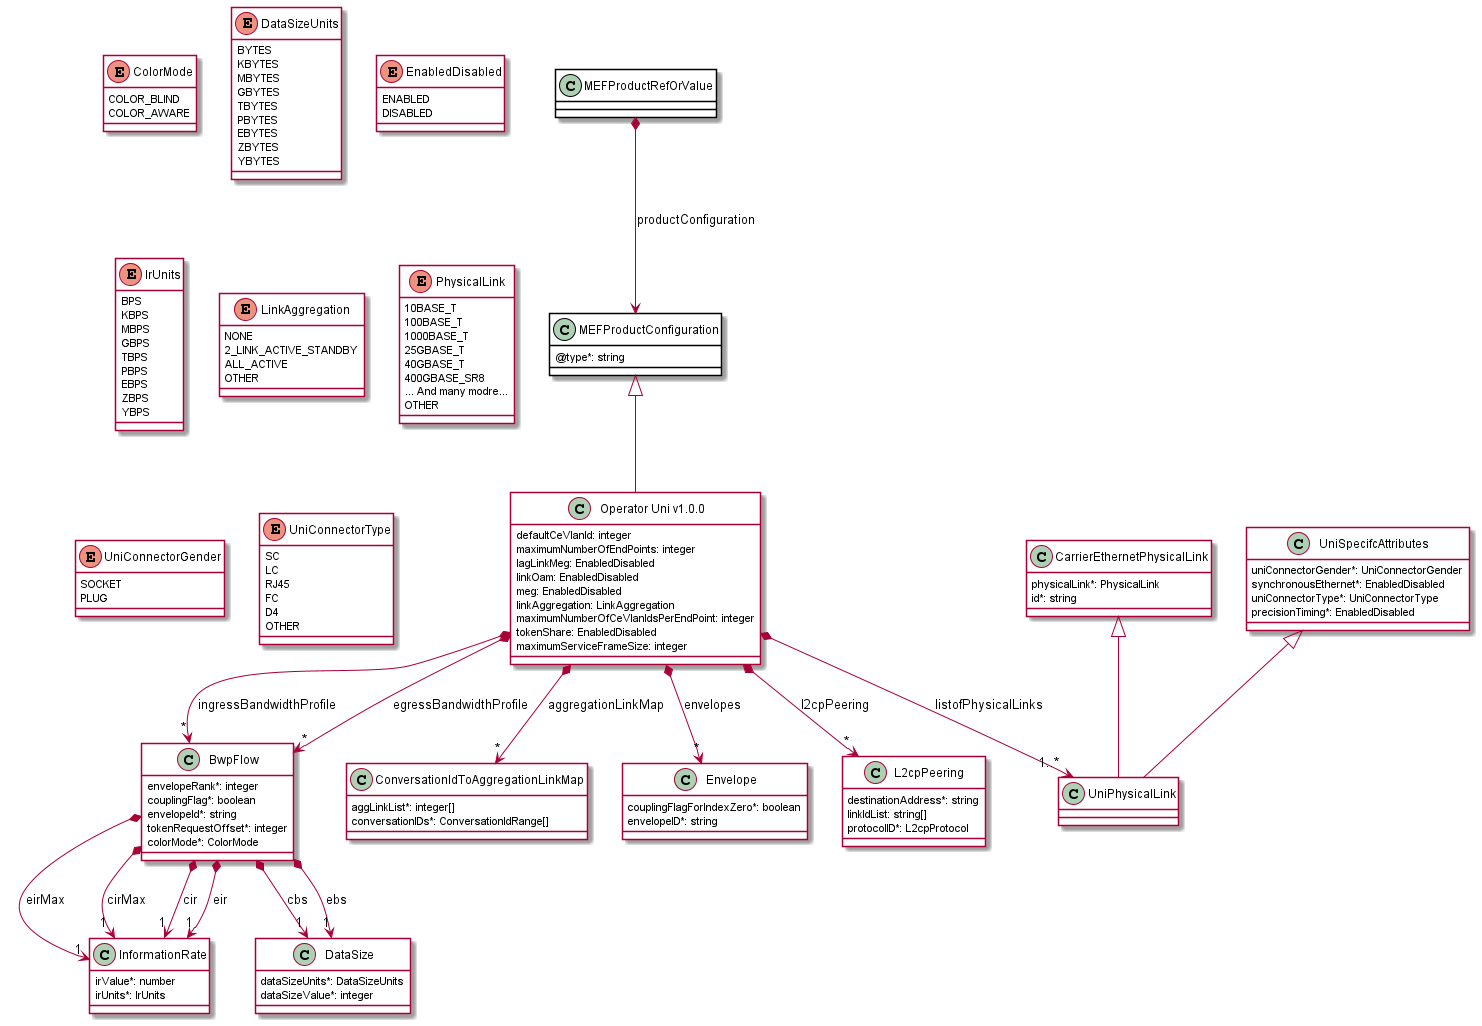 E ColorMode
COLOR_BLIND
COLOR_AWARE
E DataSizeUnits
BYTES
KBYTES
MBYTES
GBYTES
TBYTES
PBYTES
EBYTES
ZBYTES
YBYTES
E EnabledDisabled
ENABLED
DISABLED
C MEFProductRefOrValue
productConfiguration
E IrUnits
BPS
KBPS
MBPS
GBPS
TBPS
PBPS
EBPS
ZBPS
YBPS
E LinkAggregation
NONE
2_LINK_ACTIVE_STANDBY
ALL_ACTIVE
OTHER
E PhysicalLink
10BASE_T
100BASE_T
1000BASE_T
25GBASE_T
40GBASE_T
400GBASE_SR8
... And many modre...
OTHER
C MEFProductConfiguration
@type*: string
E UniConnectorGender
SOCKET
PLUG
E UniConnectorType
SC
LC
RJ45
FC
D4
OTHER
C Operator Uni v1.0.0
defaultCeVlanId: integer
maximumNumberOfEndPoints: integer
lagLinkMeg: EnabledDisabled
linkOam: EnabledDisabled
meg: EnabledDisabled
linkAggregation: LinkAggregation
maximumNumberOfCeVlanIdsPerEndPoint: integer
tokenShare: EnabledDisabled
maximumServiceFrameSize: integer
C CarrierEthernetPhysicalLink
physicalLink*: PhysicalLink
id*: string
C UniSpecifcAttributes
uniConnectorGender*: UniConnectorGender
synchronousEthernet*: EnabledDisabled
uniConnectorType*: UniConnectorType
precisionTiming*: EnabledDisabled
ingressBandwidthProfile
*
egressBandwidthProfile
*
aggregationLinkMap
*
envelopes
*
l2cpPeering
*
listofPhysicalLinks
1..*
C BwpFlow
envelopeRank*: integer
couplingFlag*: boolean
envelopeId*: string
tokenRequestOffset*: integer
colorMode*: ColorMode
C ConversationIdToAggregationLinkMap
aggLinkList*: integer[]
conversationIDs*: ConversationIdRange[]
C Envelope
couplingFlagForIndexZero*: boolean
envelopeID*: string
C L2cpPeering
destinationAddress*: string
linkIdList: string[]
protocolID*: L2cpProtocol
C UniPhysicalLink
eirMax
1
cirMax
1
cir
1
eir
1
cbs
1
ebs
1
C InformationRate
irValue*: number
irUnits*: IrUnits
C DataSize
dataSizeUnits*: DataSizeUnits
dataSizeValue*: integer